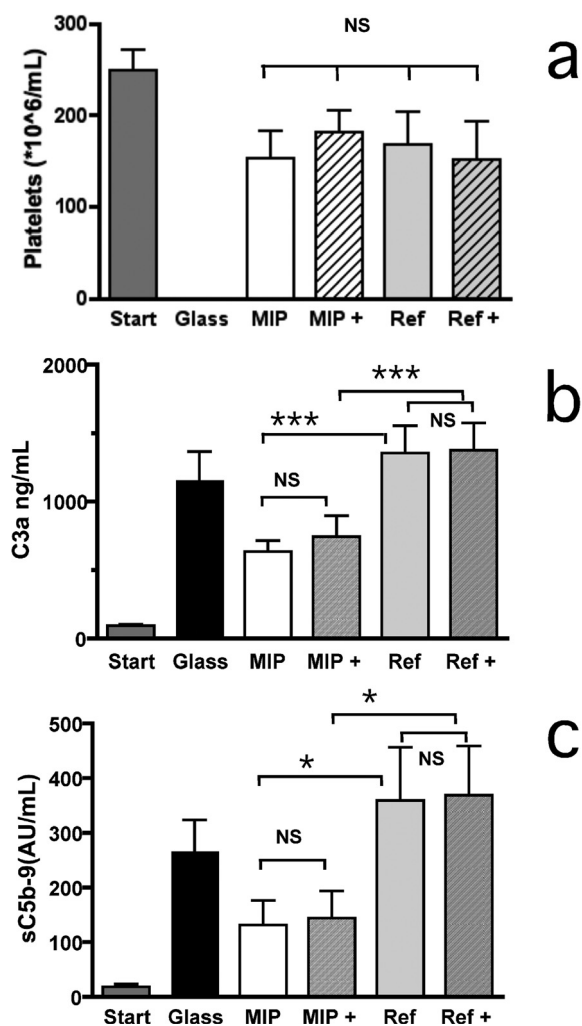 a
NS
Platelets (*10^6/mL)
300
200
100
0
Start Glass MIP MIP + Ref Ref +
b
***
***
NS
NS
C3a ng/mL
2000
1000
0
Start Glass MIP MIP + Ref Ref +
c
*
*
NS
NS
sC5b-9(AU/mL)
500
400
300
200
100
0
Start Glass MIP MIP + Ref Ref +